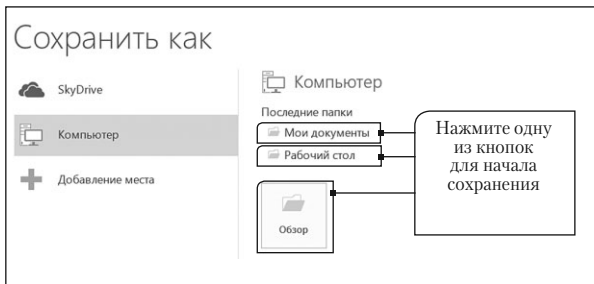 Сохранить как
SkyDrive
Компьютер
Добавление места
Компьютер
Последние папки
Мои документы
Рабочий стол
Обзор
Нажмите одну
из кнопок
для начала
сохранения